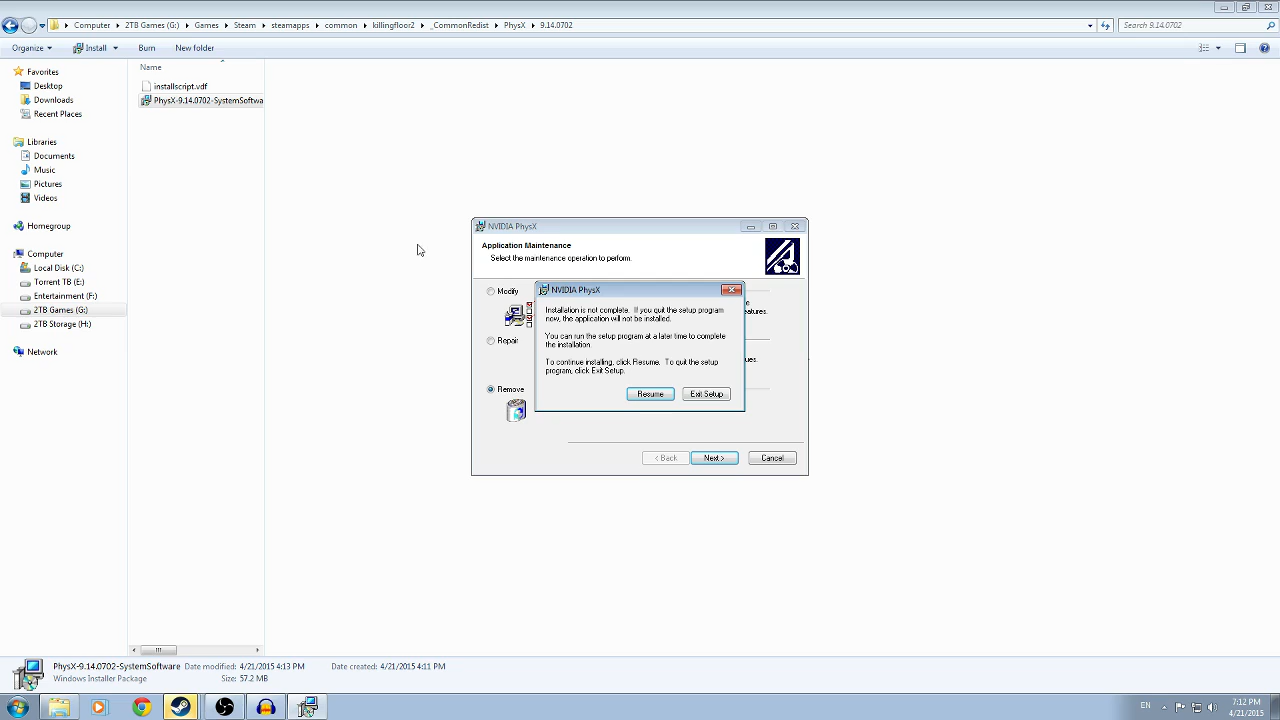 Computer ▸ 2TB Games (G:) ▸ Games ▸ Steam ▸ steamapps ▸ common ▸ killingfloor2 ▸ _CommonRedist ▸ PhysX ▸ 9.14.0702
Search 9.14.0702
Organize Install Burn New folder
Name
Favorites
Desktop
Downloads
Recent Places
Libraries
Documents
Music
Pictures
Videos
Homegroup
Computer
Local Disk (C:)
Torrent TB (E:)
Entertainment (F:)
2TB Games (G:)
2TB Storage (H:)
Network
installscript.vdf
PhysX-9.14.0702-SystemSoftwa
NVIDIA PhysX
Application Maintenance
Select the maintenance operation to perform.
Modify
Repair
Remove
eatures.
ues.
NVIDIA PhysX
Installation is not complete. If you quit the setup program
now, the application will not be installed.
You can run the setup program at a later time to complete
the installation.
To continue installing, click Resume. To quit the setup
program, click Exit Setup.
Resume Exit Setup
< Back Next > Cancel
PhysX-9.14.0702-SystemSoftware Date modified: 4/21/2015 4:13 PM Date created: 4/21/2015 4:11 PM
Windows Installer Package Size: 57.2 MB
EN
7:12 PM
4/21/2015